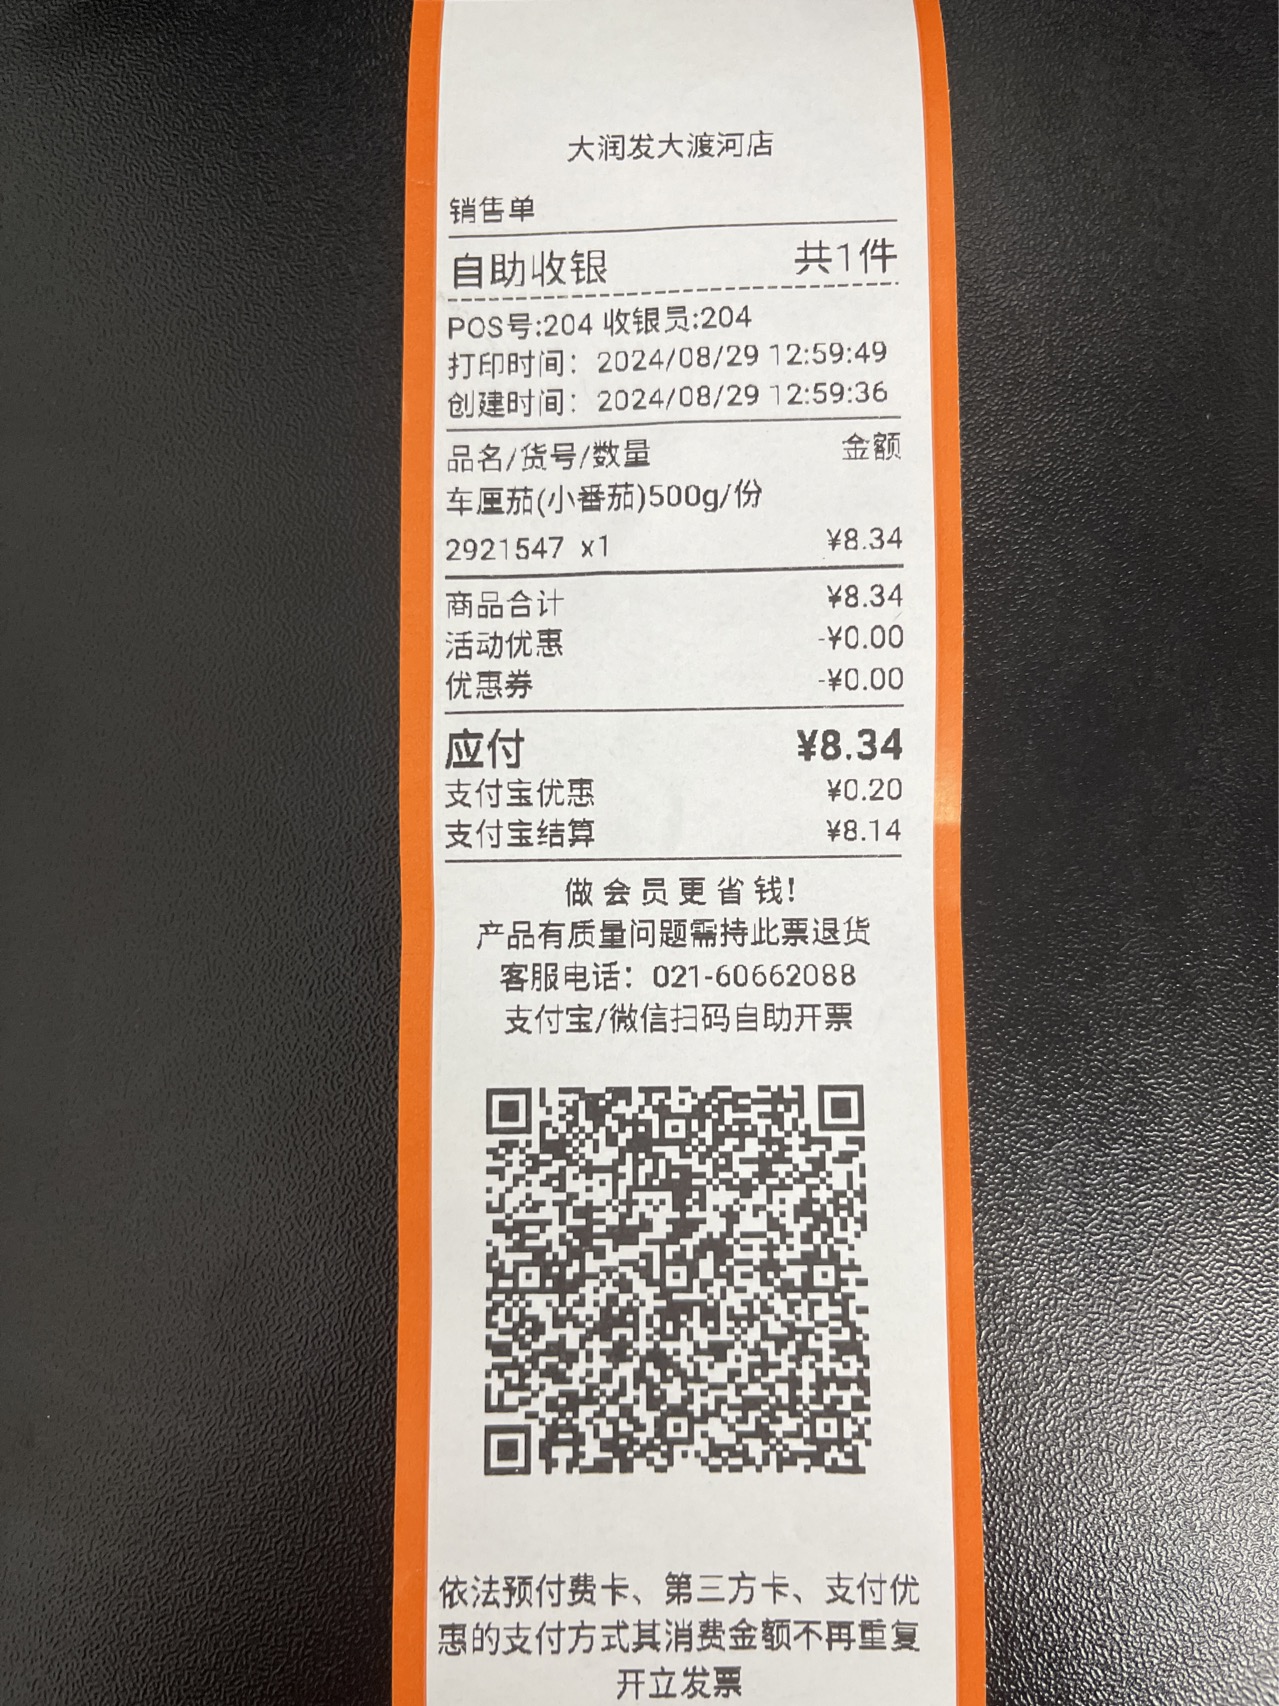 大润发大渡河店
销售单
自助收银 共1件
POS号:204 收银员:204
打印时间：2024/08/29 12:59:49
创建时间：2024/08/29 12:59:36
品名/货号/数量 金额
车厘茄(小番茄)500g/份
2921547 x1 ¥8.34
商品合计 ¥8.34
活动优惠 -¥0.00
优惠券 -¥0.00
应付 ¥8.34
支付宝优惠 ¥0.20
支付宝结算 ¥8.14
做会员更省钱!
产品有质量问题需持此票退货
客服电话：021-60662088
支付宝/微信扫码自助开票
依法预付费卡、第三方卡、支付优
惠的支付方式其消费金额不再重复
开立发票